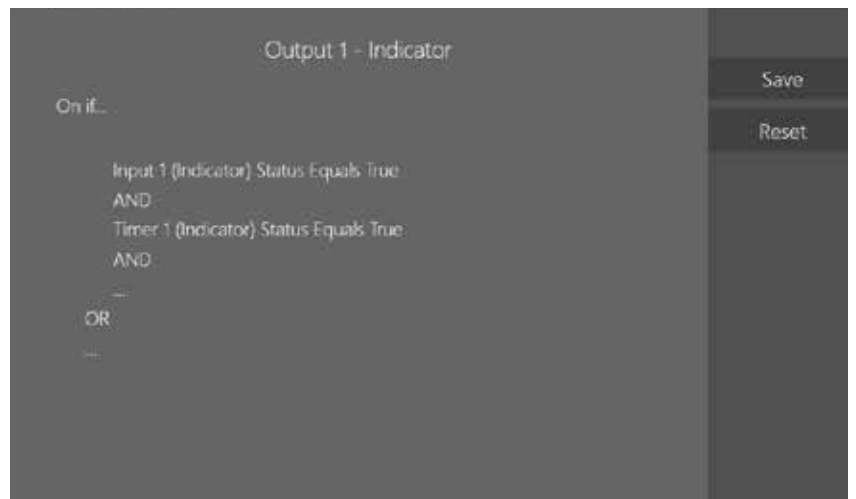 Output 1 - Indicator
Save
On if...
Reset
Input 1 (Indicator) Status Equals True
AND
Timer 1 (Indicator) Status Equals True
AND
...
OR
...